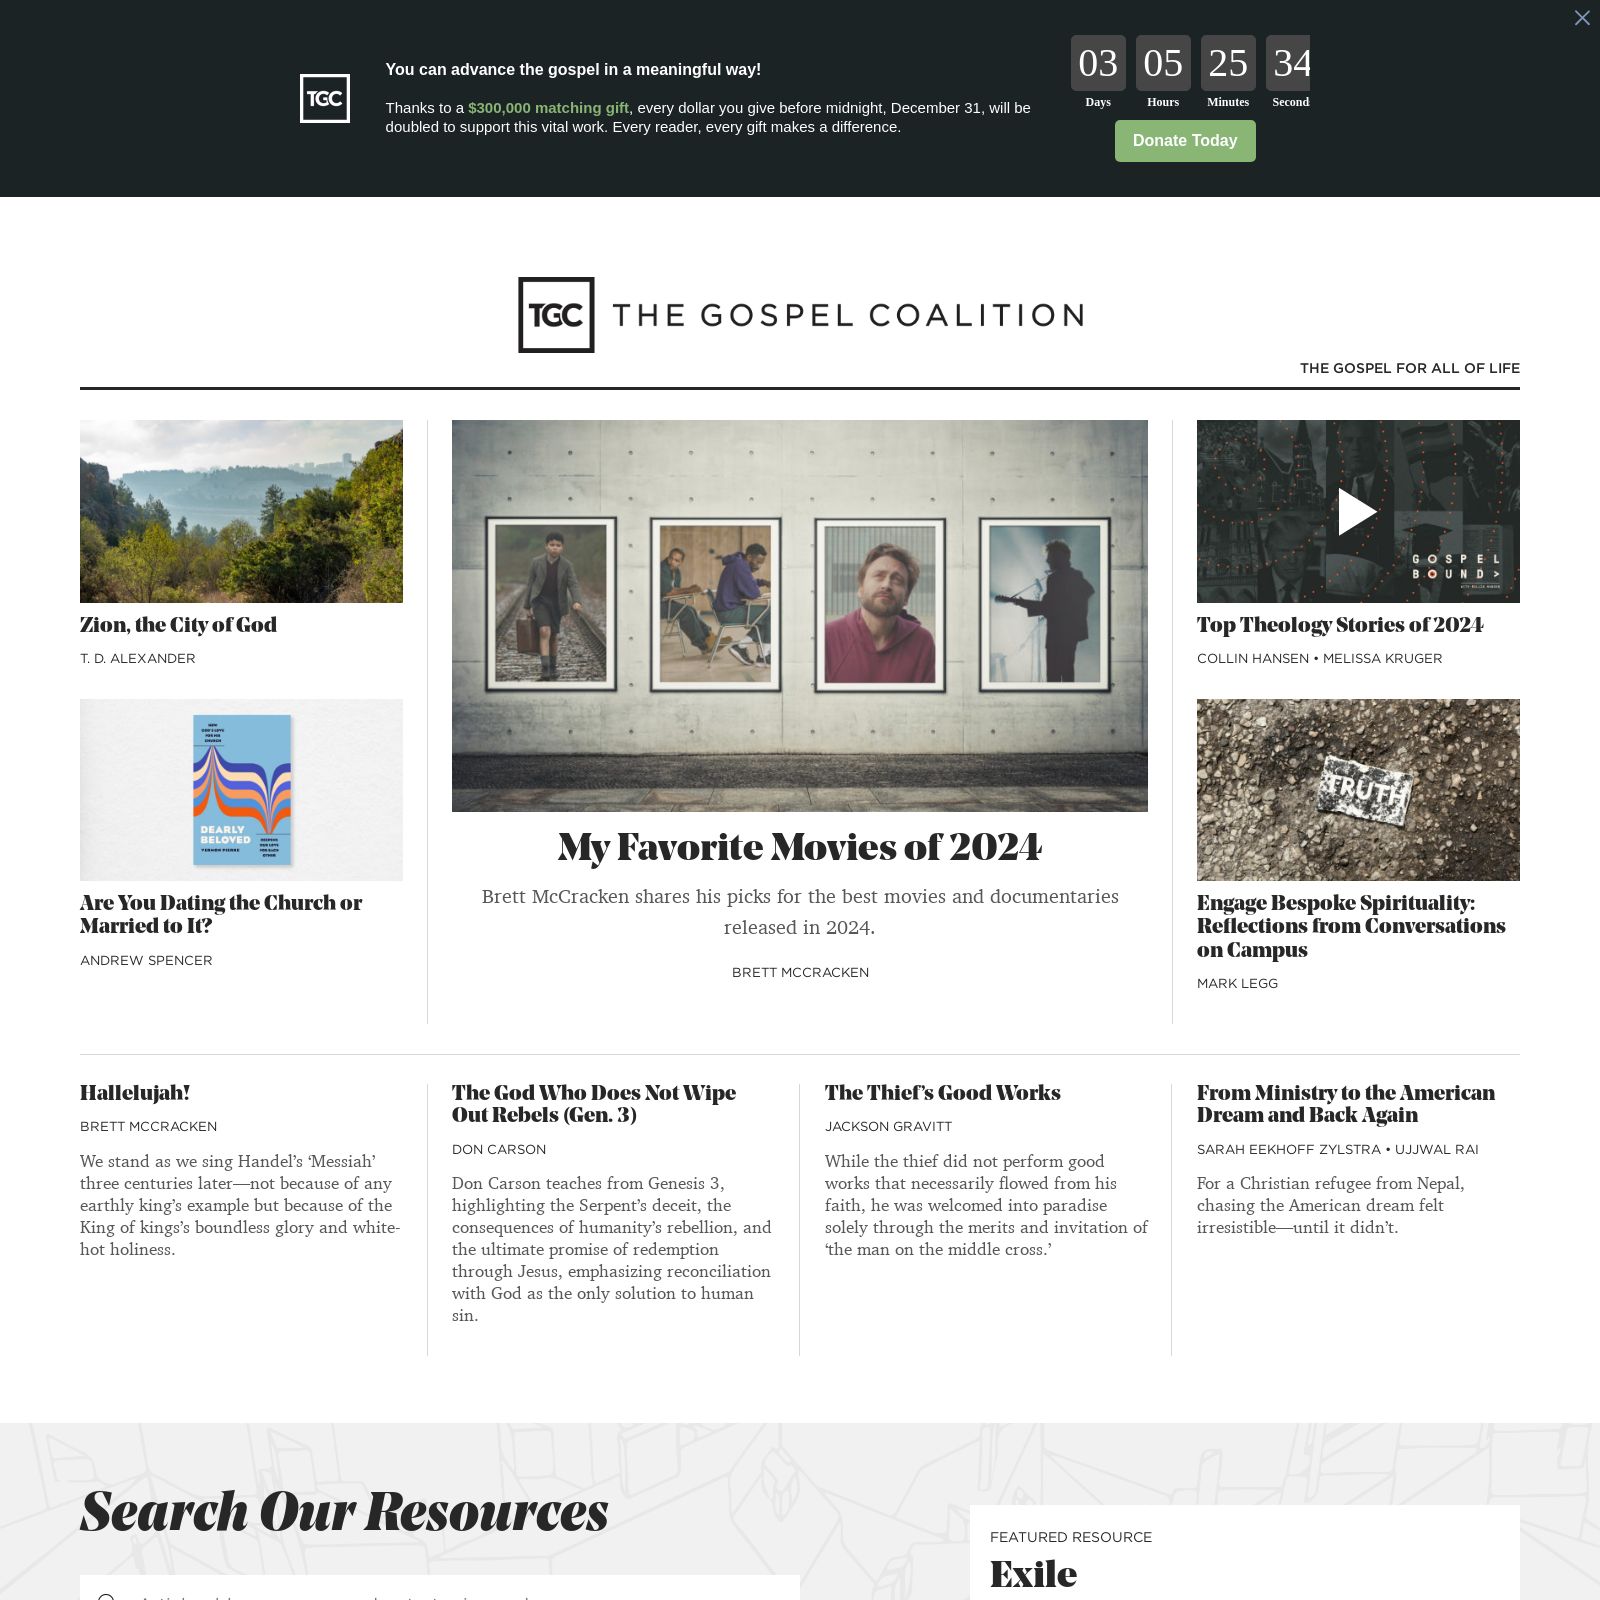 TGC
You can advance the gospel in a meaningful way!
Thanks to a $300,000 matching gift, every dollar you give before midnight, December 31, will be
doubled to support this vital work. Every reader, every gift makes a difference.
03 05 25 34
Days Hours Minutes Second
Donate Today
TGC THE GOSPEL COALITION
THE GOSPEL FOR ALL OF LIFE
Zion, the City of God
T. D. ALEXANDER
DEARLY
BELOVED
VERMON PIERRE
Are You Dating the Church or
Married to It?
ANDREW SPENCER
My Favorite Movies of 2024
Brett McCracken shares his picks for the best movies and documentaries
released in 2024.
BRETT MCCRACKEN
GOSPEL
BOUND>
Top Theology Stories of 2024
COLLIN HANSEN • MELISSA KRUGER
TRUTH
Engage Bespoke Spirituality:
Reflections from Conversations
on Campus
MARK LEGG
Hallelujah!
BRETT MCCRACKEN
We stand as we sing Handel’s ‘Messiah’
three centuries later—not because of any
earthly king’s example but because of the
King of kings’s boundless glory and white-
hot holiness.
The God Who Does Not Wipe
Out Rebels (Gen. 3)
DON CARSON
Don Carson teaches from Genesis 3,
highlighting the Serpent’s deceit, the
consequences of humanity’s rebellion, and
the ultimate promise of redemption
through Jesus, emphasizing reconciliation
with God as the only solution to human
sin.
The Thief’s Good Works
JACKSON GRAVITT
While the thief did not perform good
works that necessarily flowed from his
faith, he was welcomed into paradise
solely through the merits and invitation of
‘the man on the middle cross.’
From Ministry to the American
Dream and Back Again
SARAH EEKHOFF ZYLSTRA • UJJWAL RAI
For a Christian refugee from Nepal,
chasing the American dream felt
irresistible—until it didn’t.
Search Our Resources
FEATURED RESOURCE
Exile